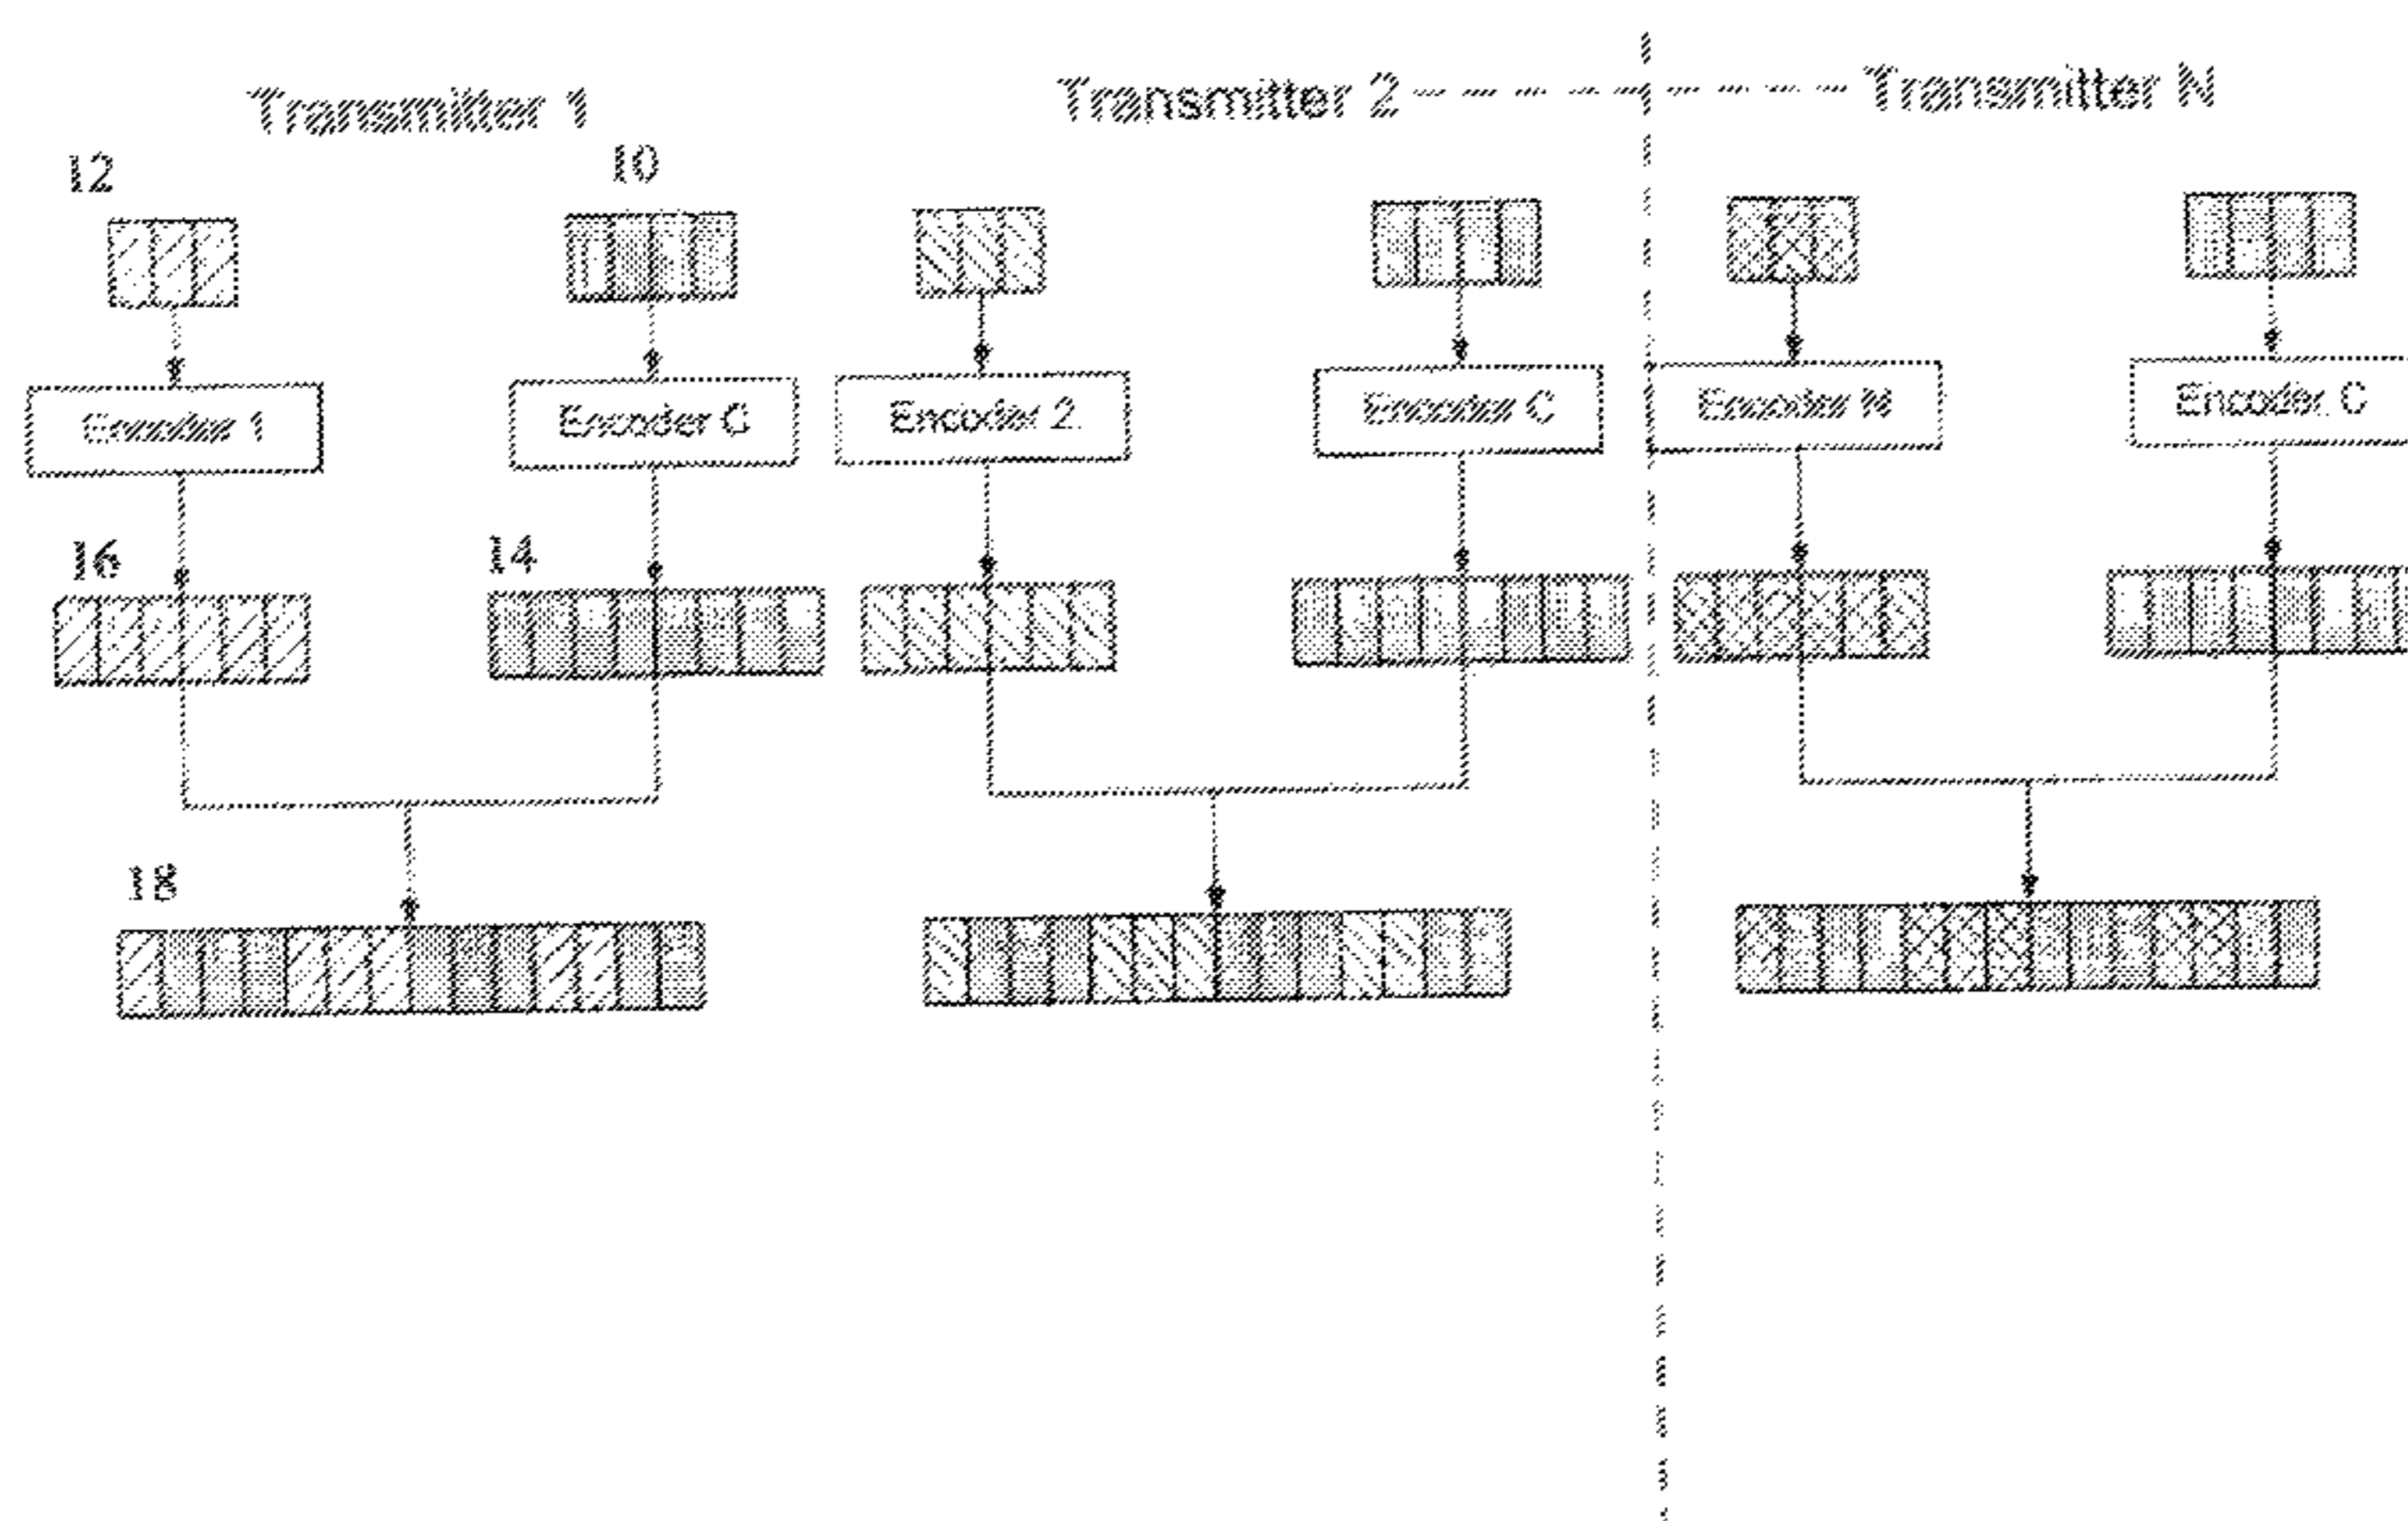 Transmitter 1
Transmitter 2
Transmitter N
12
10
Encoder 1
Encoder C
Encoder 2
Encoder C
Encoder N
Encoder C
16
14
18